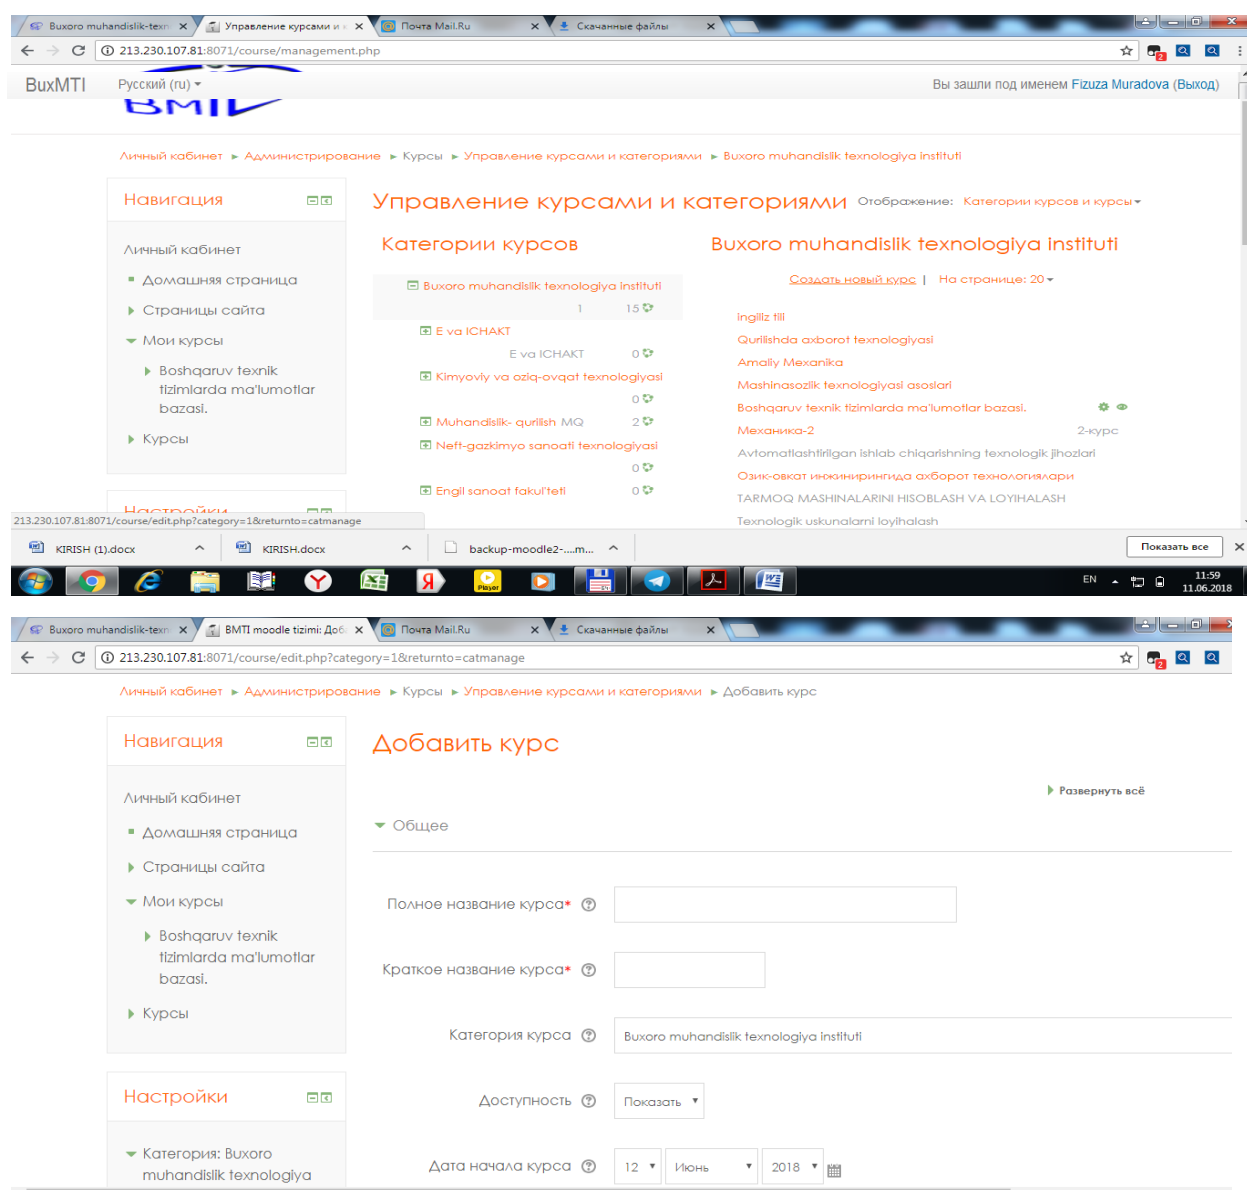 Buxoro muhandislik-texn Управление курсами и к Почта Mail.Ru Скачанные файлы
213.230.107.81:8071/course/management.php
BuxMTI Русский (ru) Вы зашли под именем Fizuza Muradova (Выход)
Личный кабинет ► Администрирование ► Курсы ► Управление курсами и категориями ► Buxoro muhandislik texnologiya instituti
Навигация
Личный кабинет
Домашняя страница
Страницы сайта
Мои курсы
Boshqaruv texnik
tizimlarda ma'lumotlar
bazasi.
Курсы
Настройки
Управление курсами и категориями Отображение: Категории курсов и курсы
Категории курсов
Buxoro muhandislik texnologiya instituti
1 15
E va ICHAKT
E va ICHAKT 0
Kimyoviy va oziq-ovqat texnologiyasi
0
Muhandislik- qurilish MQ 2
Neft-gazkimyo sanoati texnologiyasi
0
Engil sanoat fakul'teti 0
Buxoro muhandislik texnologiya instituti
Создать новый курс | На странице: 20
ingiliz tili
Qurilishda axborot texnologiyasi
Amaliy Mexanika
Mashinasozlik texnologiyasi asoslari
Boshqaruv texnik tizimlarda ma'lumotlar bazasi.
Механика-2 2-курс
Avtomatlashtirilgan ishlab chiqarishning texnologik jihozlari
Озик-овкат инжинирингида ахборот технологиялари
TARMOQ MASHINALARINI HISOBLASH VA LOYIHALASH
Texnologik uskunalarni loyihalash
213.230.107.81:8071/course/edit.php?category=1&returnto=catmanage
KIRISH (1).docx KIRISH.docx backup-moodle2-....m... Показать все
Player EN 11:59
11.06.2018
Buxoro muhandislik-texn BMTI moodle tizimi: Доб Почта Mail.Ru Скачанные файлы
213.230.107.81:8071/course/edit.php?category=1&returnto=catmanage
Личный кабинет ► Администрирование ► Курсы ► Управление курсами и категориями ► Добавить курс
Навигация
Личный кабинет
Домашняя страница
Страницы сайта
Мои курсы
Boshqaruv texnik
tizimlarda ma'lumotlar
bazasi.
Курсы
Настройки
Категория: Buxoro
muhandislik texnologiya
Добавить курс
Развернуть всё
Общее
Полное название курса*
Краткое название курса*
Категория курса Buxoro muhandislik texnologiya instituti
Доступность Показать
Дата начала курса 12 Июнь 2018